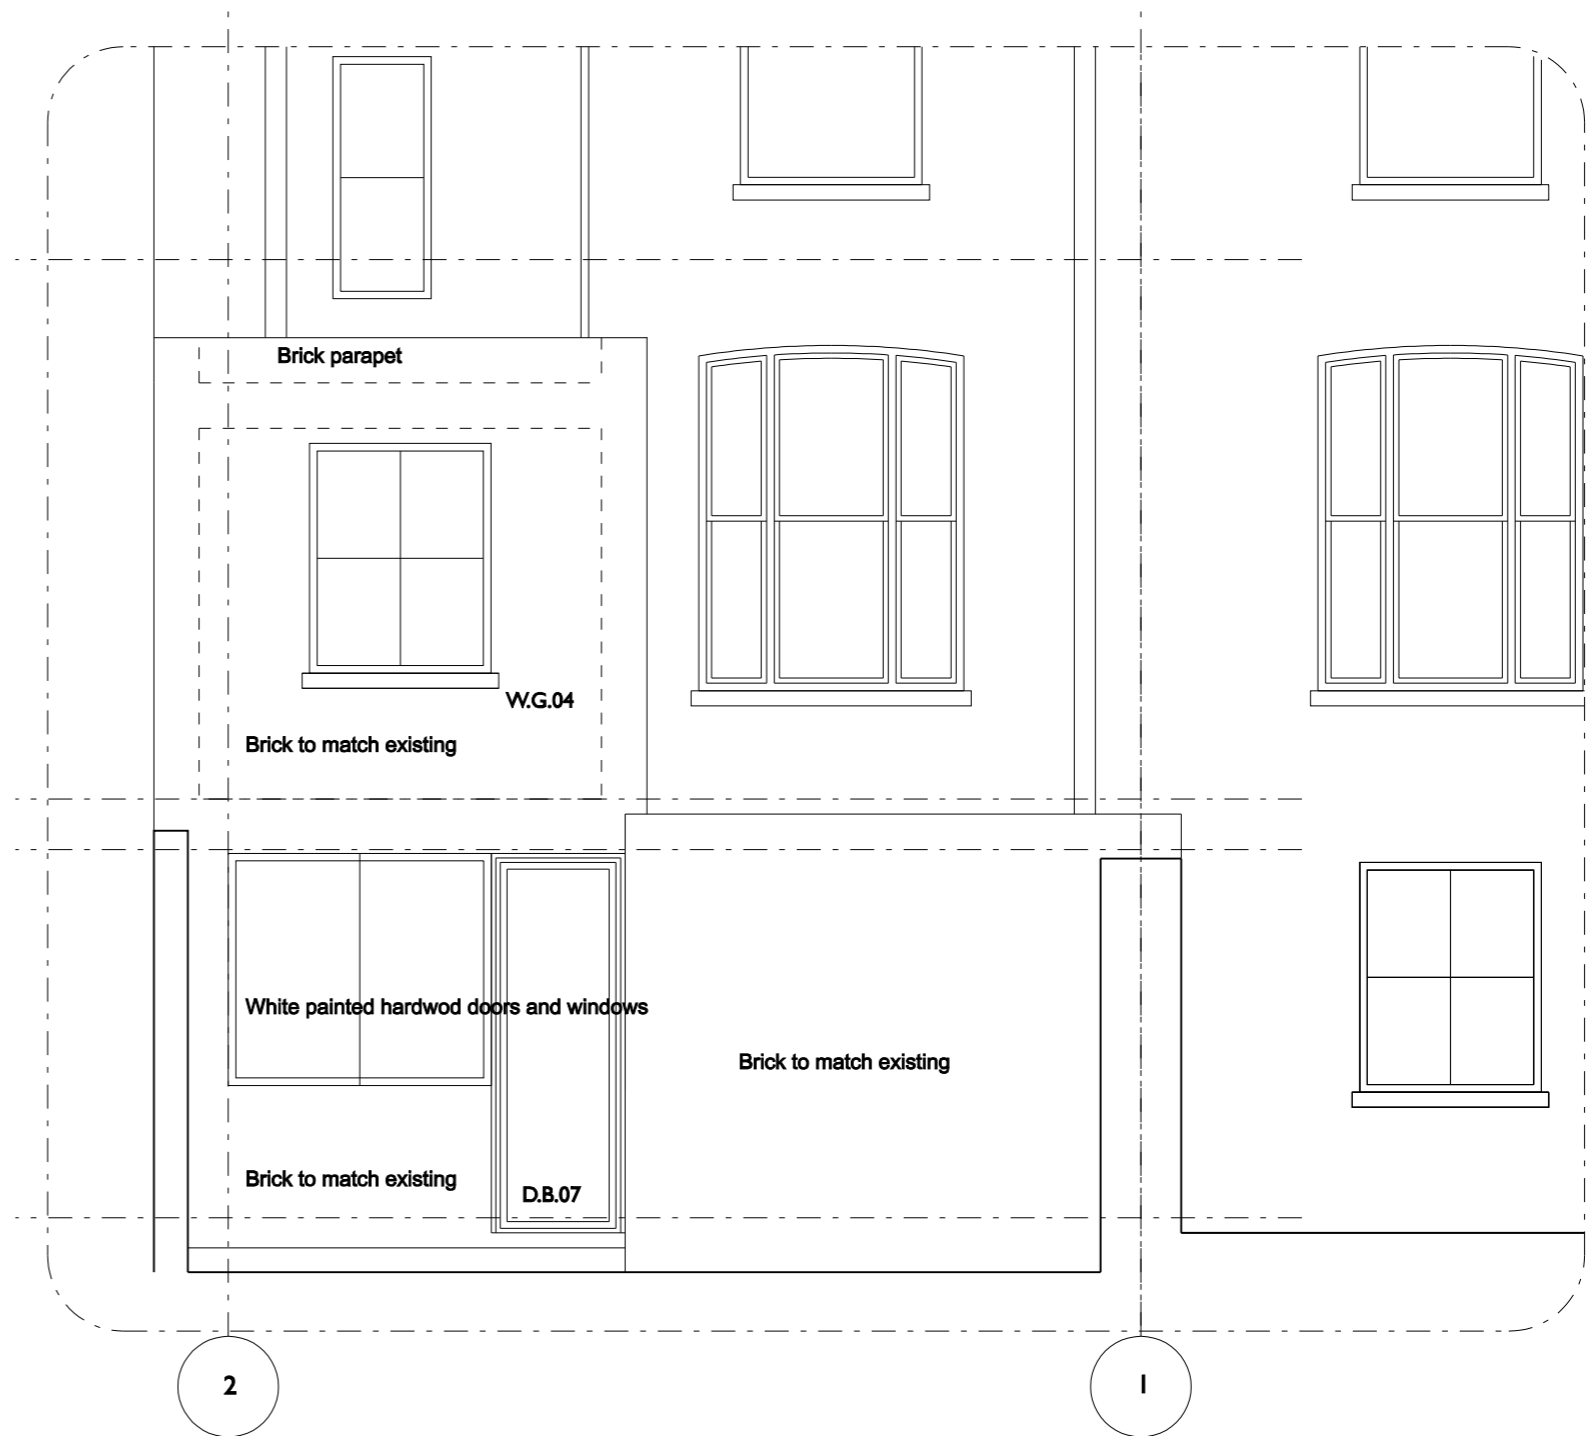 Brick parapet
W.G.04
Brick to match existing
White painted hardwod doors and windows
Brick to match existing
Brick to match existing
D.B.07
2
1